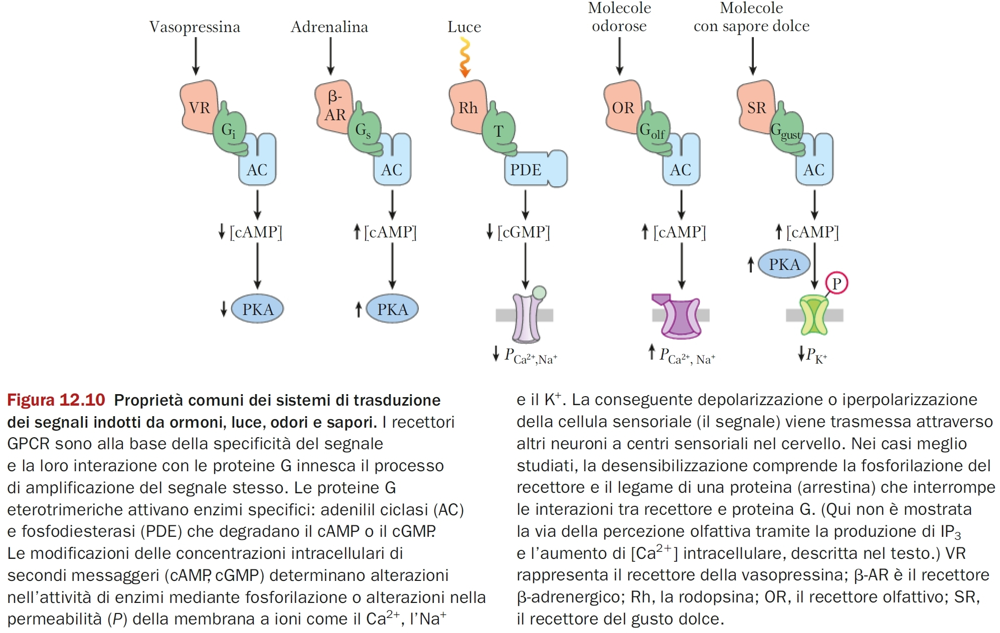 Vasopressina
Adrenalina
Luce
Molecole
odorose
Molecole
con sapore dolce
VR
Gi
AC
↓ [cAMP]
↓ PKA
β-
AR
Gs
AC
↑ [cAMP]
↑ PKA
Rh
T
PDE
↓ [cGMP]
↓ PCa²⁺,Na⁺
OR
Golf
AC
↑ [cAMP]
↑ PCa²⁺, Na⁺
SR
Ggust
AC
↑ [cAMP]
↑ PKA
P
↓PK⁺
Figura 12.10 Proprietà comuni dei sistemi di trasduzione
dei segnali indotti da ormoni, luce, odori e sapori. I recettori
GPCR sono alla base della specificità del segnale
e la loro interazione con le proteine G innesca il processo
di amplificazione del segnale stesso. Le proteine G
eterotrimeriche attivano enzimi specifici: adenilil ciclasi (AC)
e fosfodiesterasi (PDE) che degradano il cAMP o il cGMP.
Le modificazioni delle concentrazioni intracellulari di
secondi messaggeri (cAMP, cGMP) determinano alterazioni
nell’attività di enzimi mediante fosforilazione o alterazioni nella
permeabilità (P) della membrana a ioni come il Ca²⁺, l’Na⁺
e il K⁺. La conseguente depolarizzazione o iperpolarizzazione
della cellula sensoriale (il segnale) viene trasmessa attraverso
altri neuroni a centri sensoriali nel cervello. Nei casi meglio
studiati, la desensibilizzazione comprende la fosforilazione del
recettore e il legame di una proteina (arrestina) che interrompe
le interazioni tra recettore e proteina G. (Qui non è mostrata
la via della percezione olfattiva tramite la produzione di IP₃
e l’aumento di [Ca²⁺] intracellulare, descritta nel testo.) VR
rappresenta il recettore della vasopressina; β-AR è il recettore
β-adrenergico; Rh, la rodopsina; OR, il recettore olfattivo; SR,
il recettore del gusto dolce.